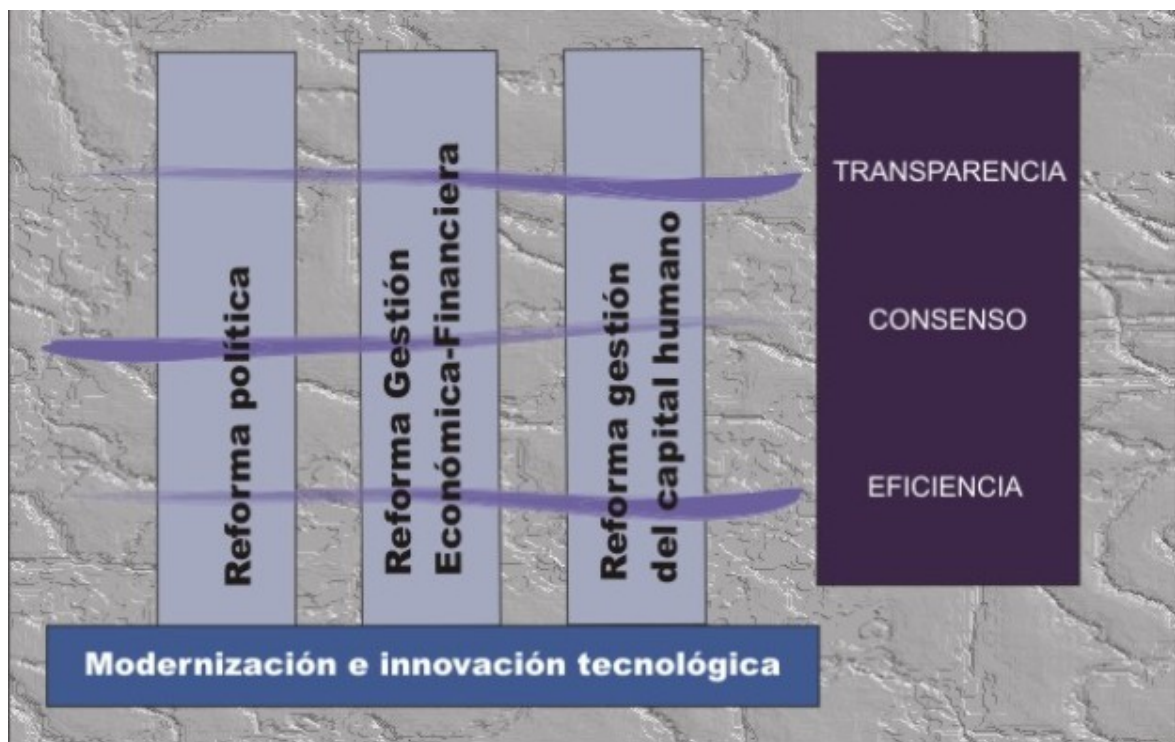 Reforma política
Reforma Gestión
Económica-Financiera
Reforma gestión
del capital humano
TRANSPARENCIA
CONSENSO
EFICIENCIA
Modernización e innovación tecnológica